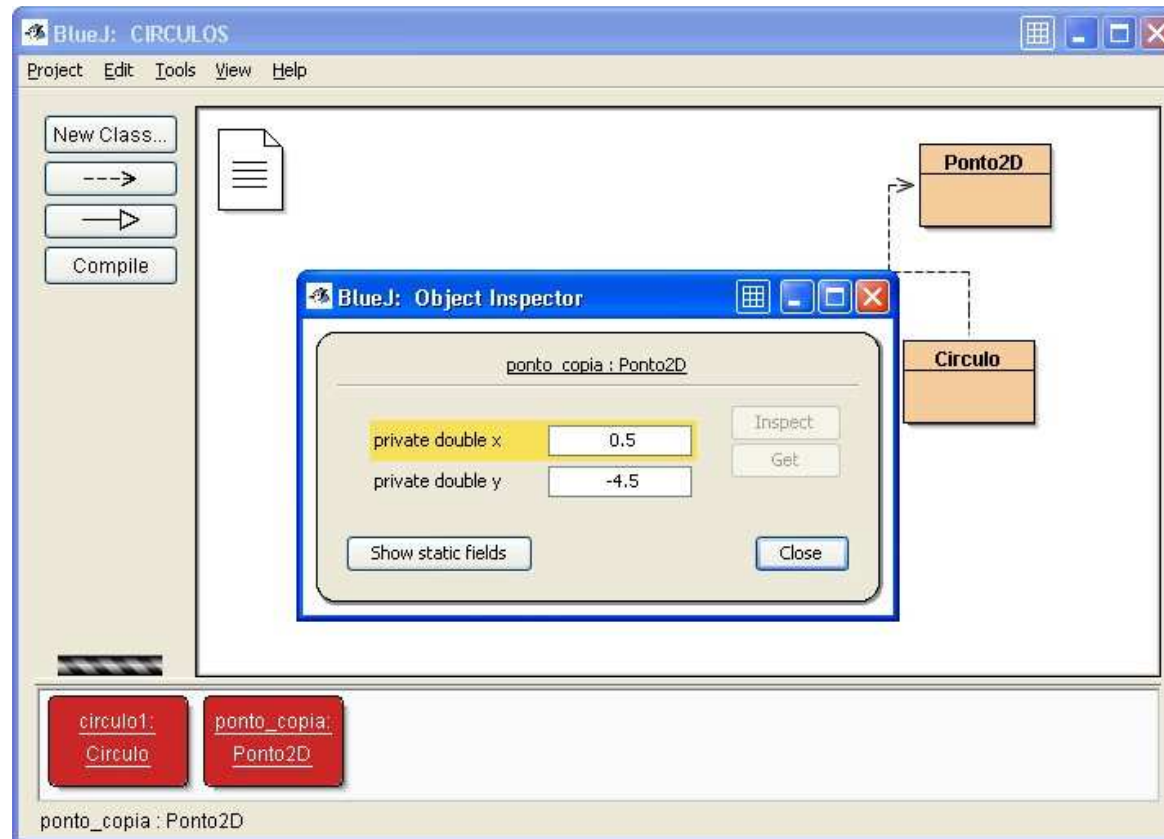 BlueJ: CIRCULOS
Project Edit Tools View Help
New Class...
Compile
Ponto2D
Circulo
BlueJ: Object Inspector
ponto_copia : Ponto2D
private double x 0.5
private double y -4.5
Inspect
Get
Show static fields
Close
circulo1:
Circulo
ponto_copia:
Ponto2D
ponto_copia : Ponto2D